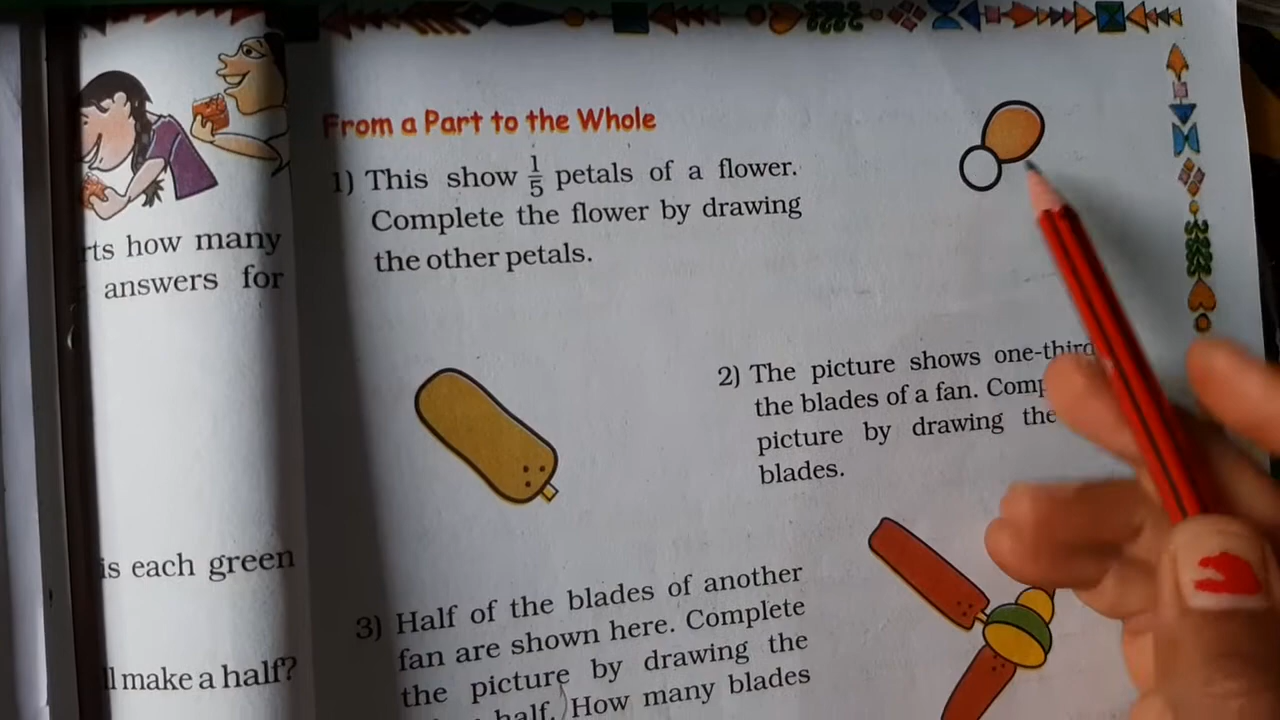 rts how many
answers for
is each green
ll make a half?
From a Part to the Whole
1) This show 1/5 petals of a flower.
Complete the flower by drawing
the other petals.
2) The picture shows one-third
the blades of a fan. Comp
picture by drawing the
blades.
3) Half of the blades of another
fan are shown here. Complete
the picture by drawing the
half. How many blades